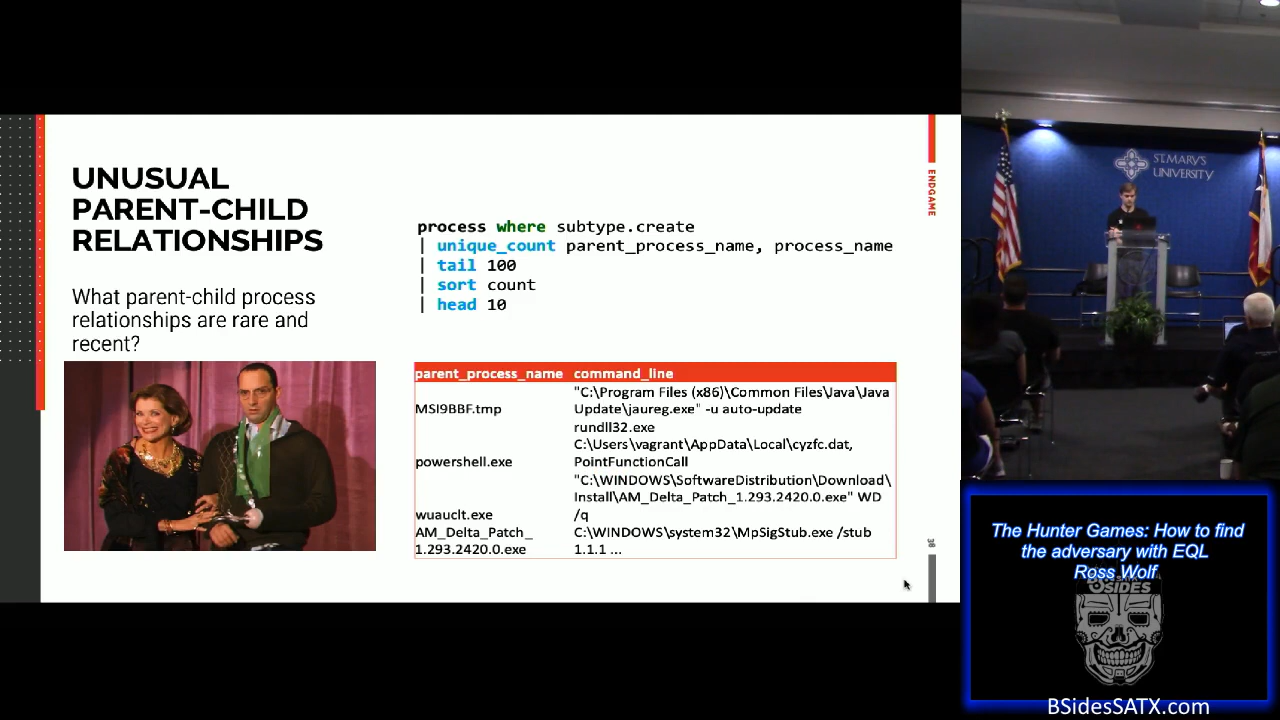 UNUSUAL
PARENT-CHILD
RELATIONSHIPS
What parent-child process
relationships are rare and
recent?
process where subtype.create
| unique_count parent_process_name, process_name
| tail 100
| sort count
| head 10
parent_process_name command_line
"C:\Program Files (x86)\Common Files\Java\Java
MSI9BBF.tmp Update\jaureg.exe" -u auto-update
rundll32.exe
C:\Users\vagrant\AppData\Local\cyzfc.dat,
powershell.exe PointFunctionCall
"C:\WINDOWS\SoftwareDistribution\Download\
Install\AM_Delta_Patch_1.293.2420.0.exe" WD
wuauclt.exe /q
AM_Delta_Patch_ C:\WINDOWS\system32\MpSigStub.exe /stub
1.293.2420.0.exe 1.1.1 ...
ENDGAME
38
ST. MARY'S
UNIVERSITY
The Hunter Games: How to find
the adversary with EQL
Ross Wolf
BSIDES
BSidesSATX.com